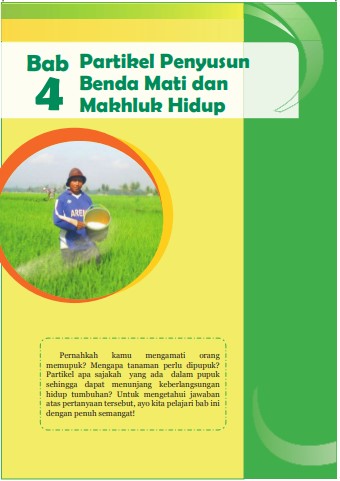 Bab
4
Partikel Penyusun
Benda Mati dan
Makhluk Hidup
AREM
Pernahkah kamu mengamati orang
memupuk? Mengapa tanaman perlu dipupuk?
Partikel apa sajakah yang ada dalam pupuk
sehingga dapat menunjang keberlangsungan
hidup tumbuhan? Untuk mengetahui jawaban
atas pertanyaan tersebut, ayo kita pelajari bab ini
dengan penuh semangat!